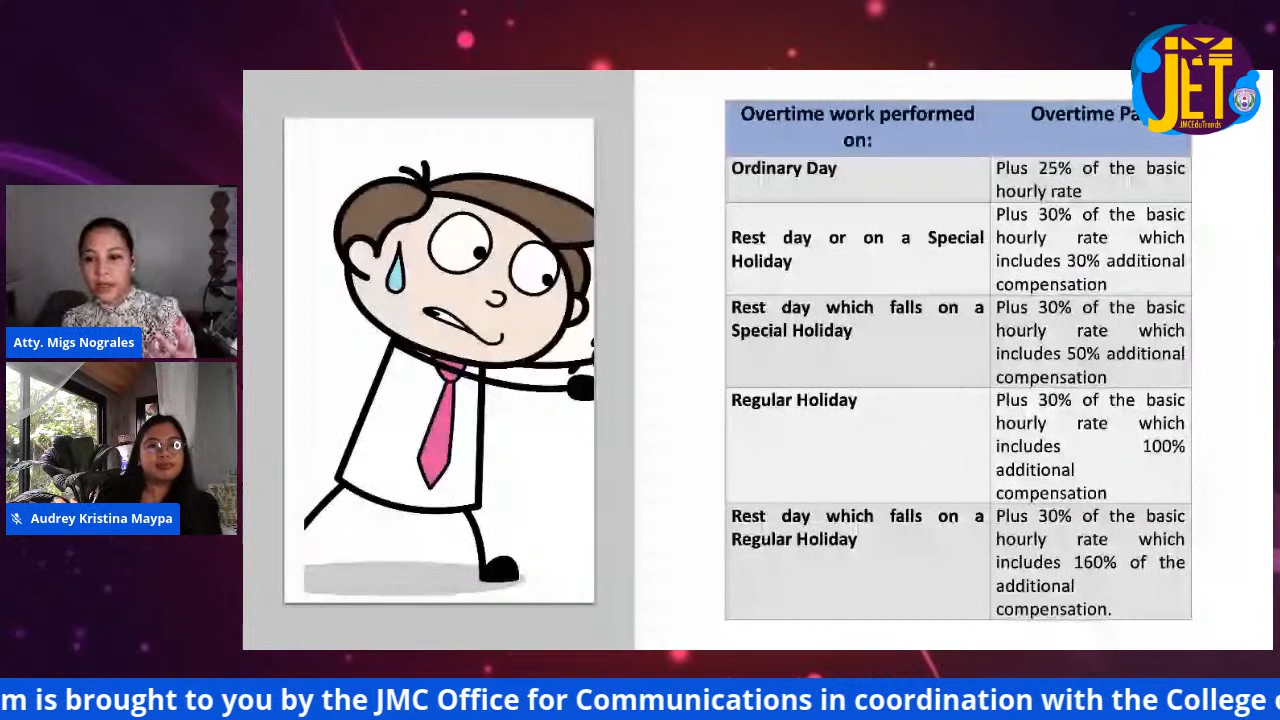 JET
JMCEduTrends
Overtime work performed
on:
Overtime Pa
Ordinary Day
Plus 25% of the basic
hourly rate
Rest day or on a Special
Holiday
Plus 30% of the basic
hourly rate which
includes 30% additional
compensation
Rest day which falls on a
Special Holiday
Plus 30% of the basic
hourly rate which
includes 50% additional
compensation
Regular Holiday
Plus 30% of the basic
hourly rate which
includes 100%
additional
compensation
Rest day which falls on a
Regular Holiday
Plus 30% of the basic
hourly rate which
includes 160% of the
additional
compensation.
Atty. Migs Nograles
Audrey Kristina Maypa
m is brought to you by the JMC Office for Communications in coordination with the College